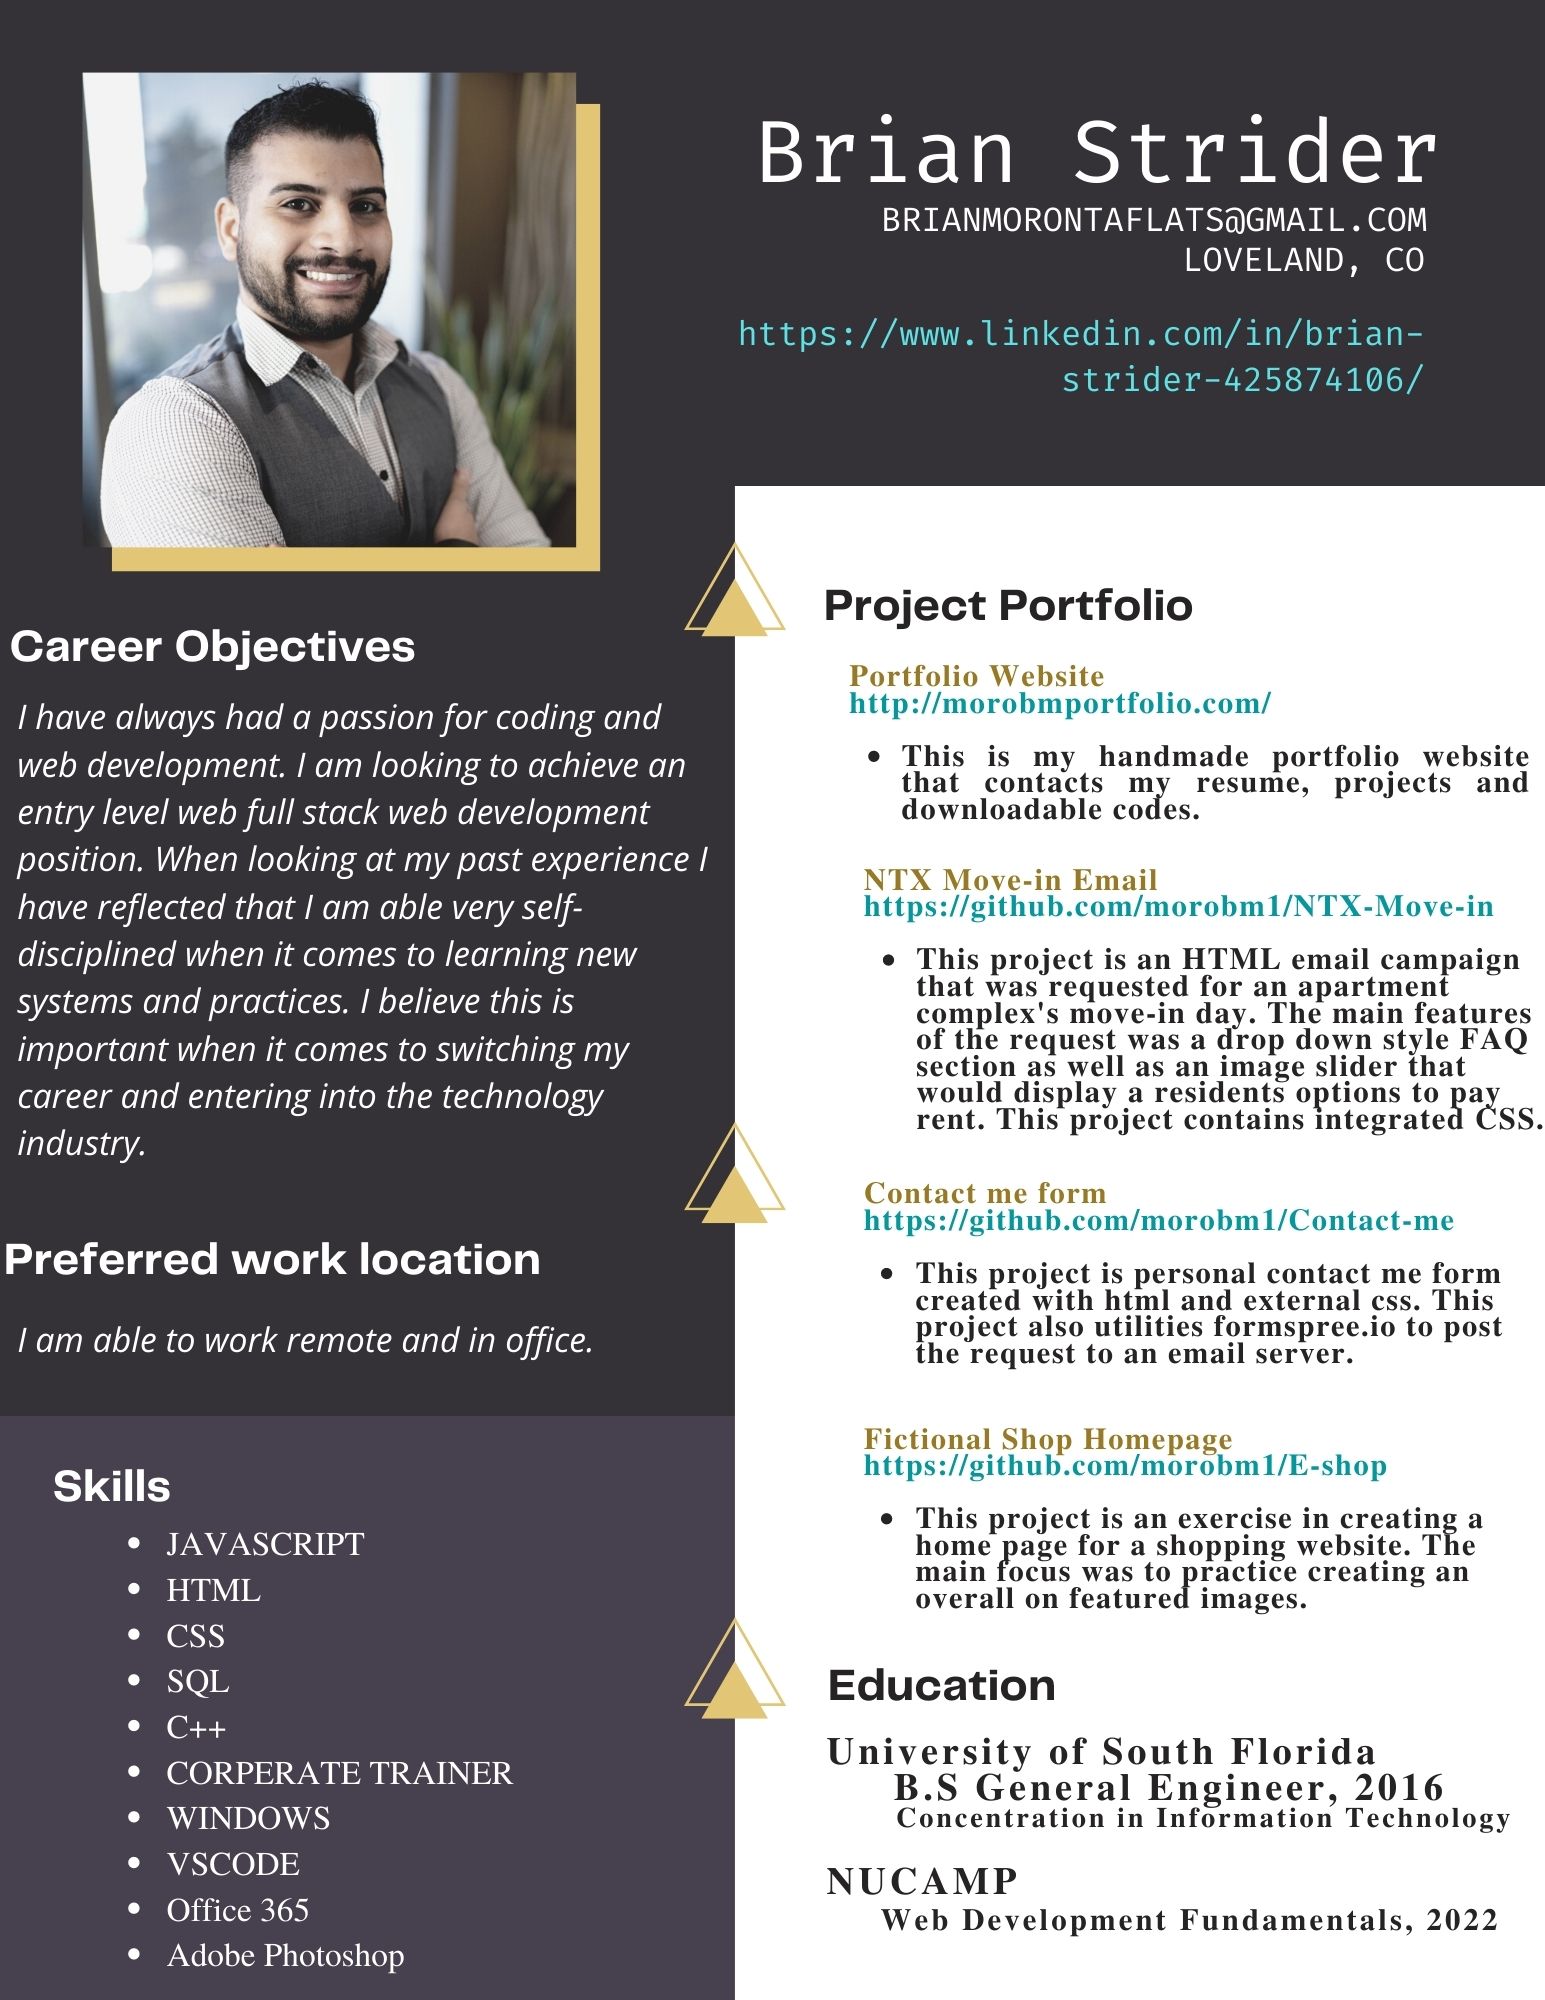 Brian Strider
BRIANMORONTAFLATS@GMAIL.COM
LOVELAND, CO
https://www.linkedin.com/in/brian-
strider-425874106/
Career Objectives
I have always had a passion for coding and
web development. I am looking to achieve an
entry level web full stack web development
position. When looking at my past experience I
have reflected that I am able very self-
disciplined when it comes to learning new
systems and practices. I believe this is
important when it comes to switching my
career and entering into the technology
industry.
Preferred work location
I am able to work remote and in office.
Skills
• JAVASCRIPT
• HTML
• CSS
• SQL
• C++
• CORPERATE TRAINER
• WINDOWS
• VSCODE
• Office 365
• Adobe Photoshop
Project Portfolio
Portfolio Website
http://morobmportfolio.com/
• This is my handmade portfolio website
that contacts my resume, projects and
downloadable codes.
NTX Move-in Email
https://github.com/morobm1/NTX-Move-in
• This project is an HTML email campaign
that was requested for an apartment
complex's move-in day. The main features
of the request was a drop down style FAQ
section as well as an image slider that
would display a residents options to pay
rent. This project contains integrated CSS.
Contact me form
https://github.com/morobm1/Contact-me
• This project is personal contact me form
created with html and external css. This
project also utilities formspree.io to post
the request to an email server.
Fictional Shop Homepage
https://github.com/morobm1/E-shop
• This project is an exercise in creating a
home page for a shopping website. The
main focus was to practice creating an
overall on featured images.
Education
University of South Florida
B.S General Engineer, 2016
Concentration in Information Technology
NUCAMP
Web Development Fundamentals, 2022